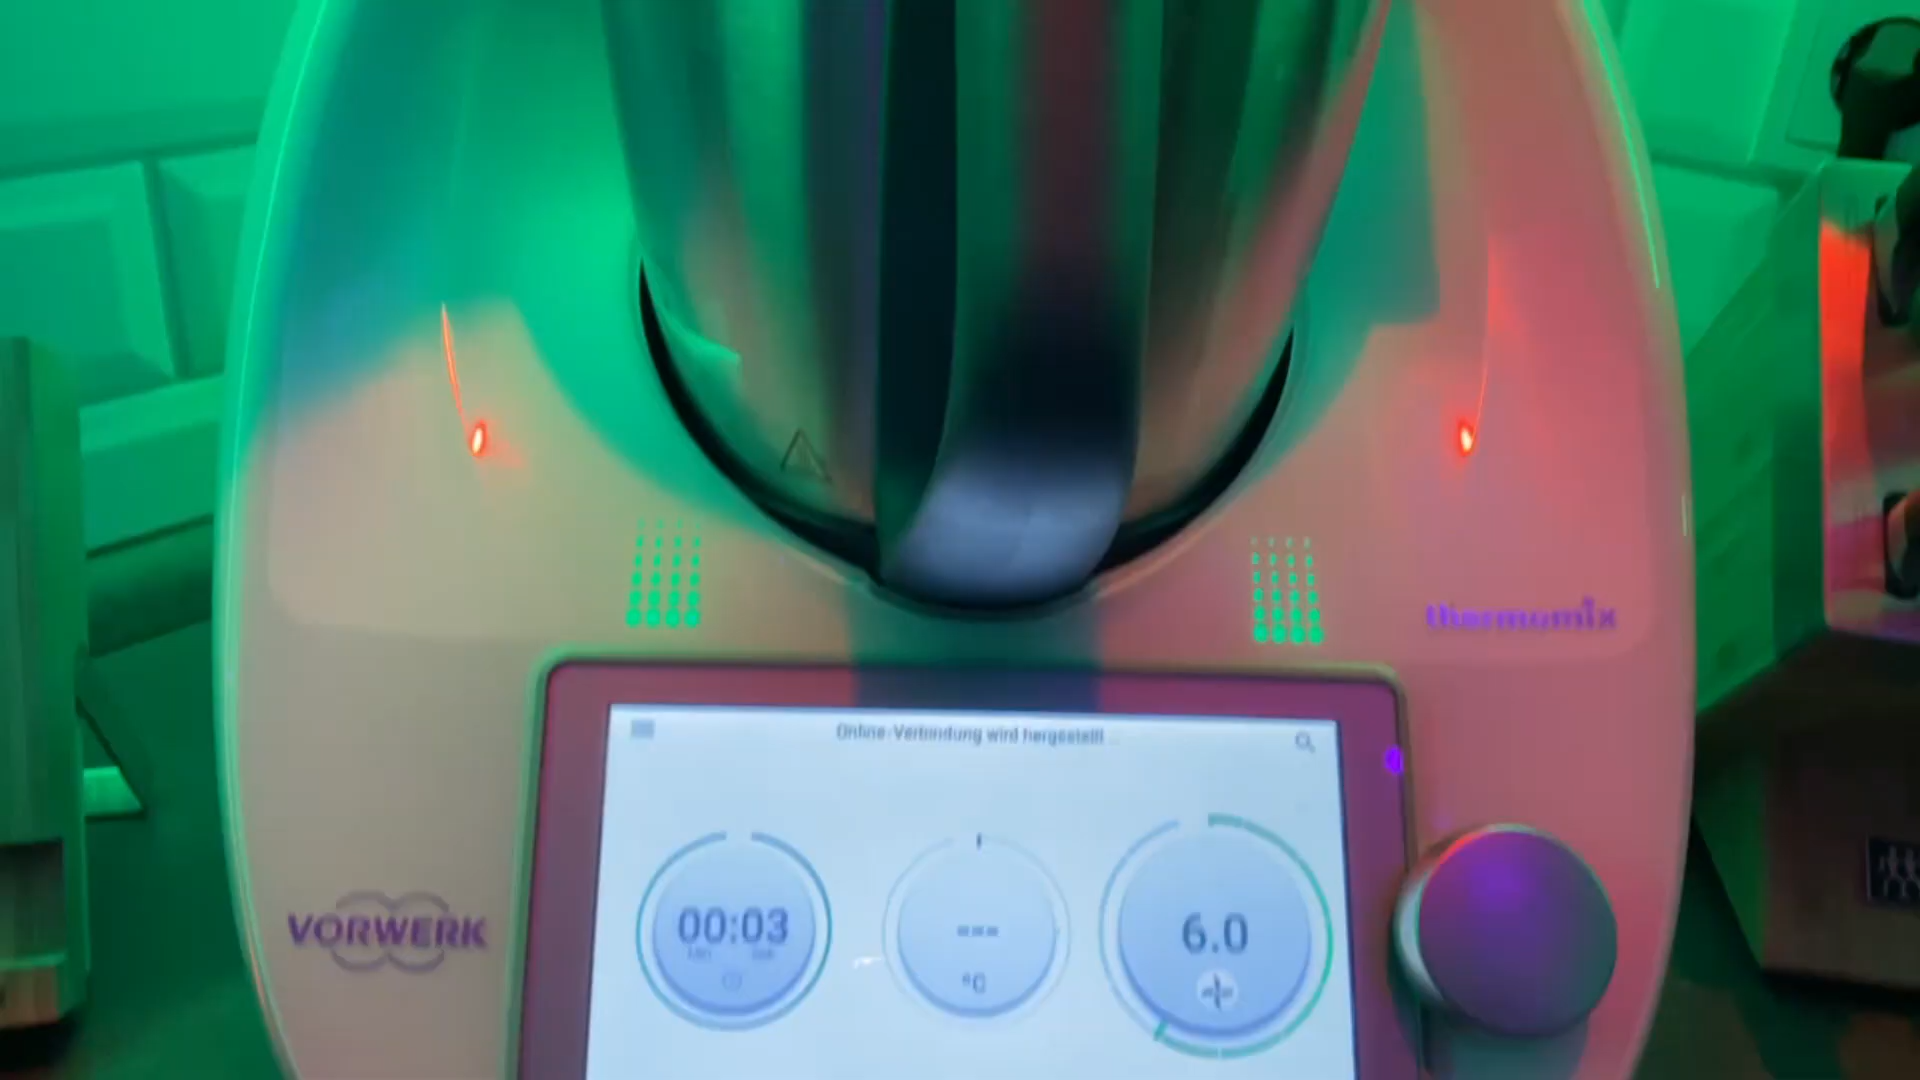 thermomix
Online-Verbindung wird hergestellt ...
00:03
---
6.0
°C
VORWERK